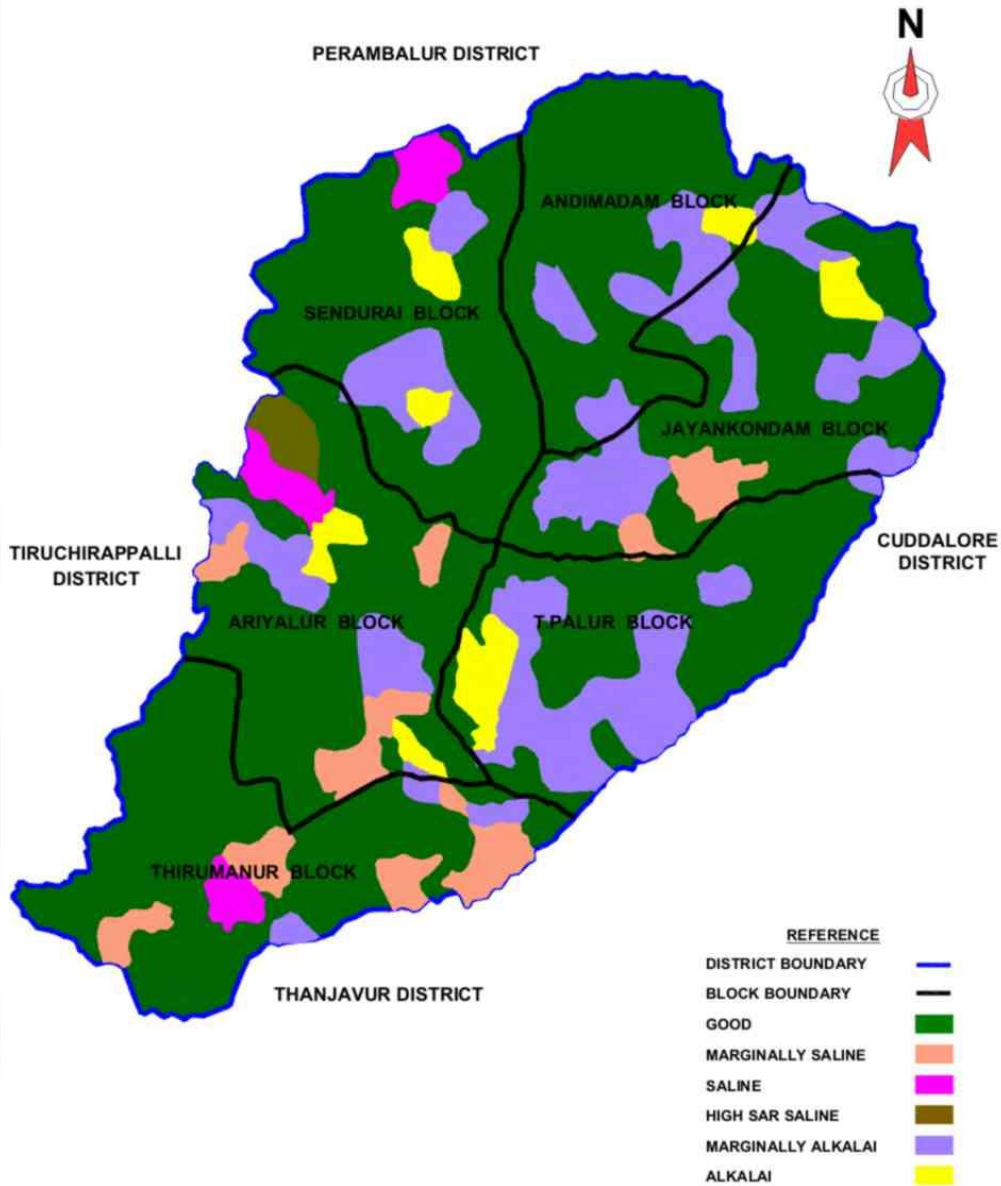 N
PERAMBALUR DISTRICT
ANDIMADAM BLOCK
SENDURAI BLOCK
JAYANKONDAM BLOCK
TIRUCHIRAPPALLI
DISTRICT
CUDDALORE
DISTRICT
ARIYALUR BLOCK
T.PALUR BLOCK
THIRUMANUR BLOCK
THANJAVUR DISTRICT
REFERENCE
DISTRICT BOUNDARY
BLOCK BOUNDARY
GOOD
MARGINALLY SALINE
SALINE
HIGH SAR SALINE
MARGINALLY ALKALAI
ALKALAI